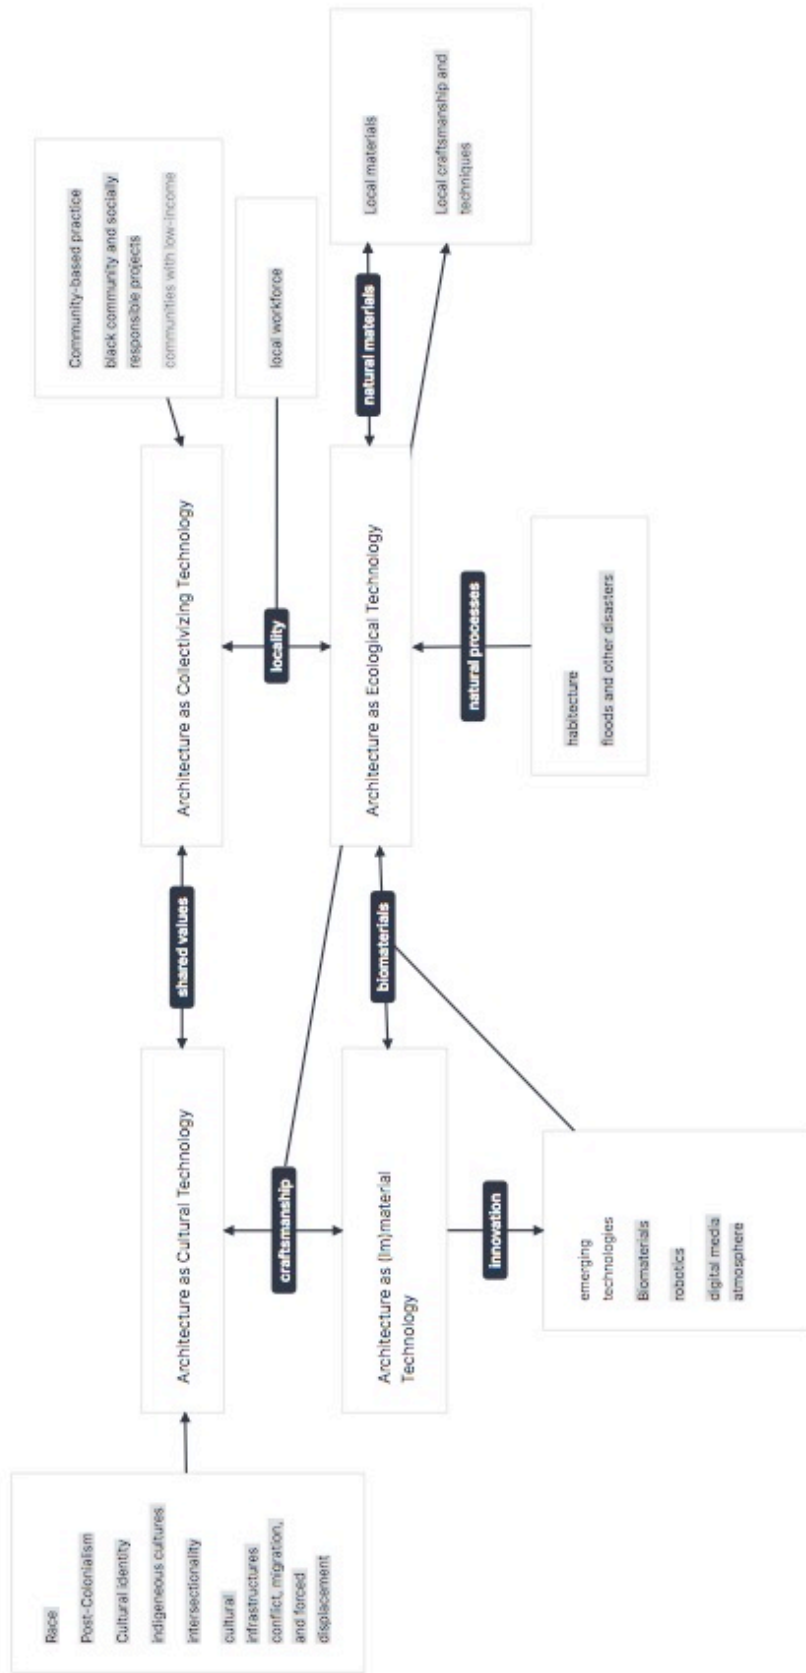 Race
Post-Colonialism
Cultural identity
indigeneous cultures
intersectionality
cultural
infrastructures
conflict, migration,
and forced
displacement
Architecture as Cultural Technology
shared values
Architecture as Collectivizing Technology
Community-based practice
black community and socially
responsible projects
communities with low-income
craftsmanship
locality
local workforce
Architecture as (Im)material
Technology
biomaterials
Architecture as Ecological Technology
natural materials
Local materials
Local craftsmanship and
techniques
innovation
natural processes
emerging
technologies
Biomaterials
robotics
digital media
atmosphere
habitecture
floods and other disasters